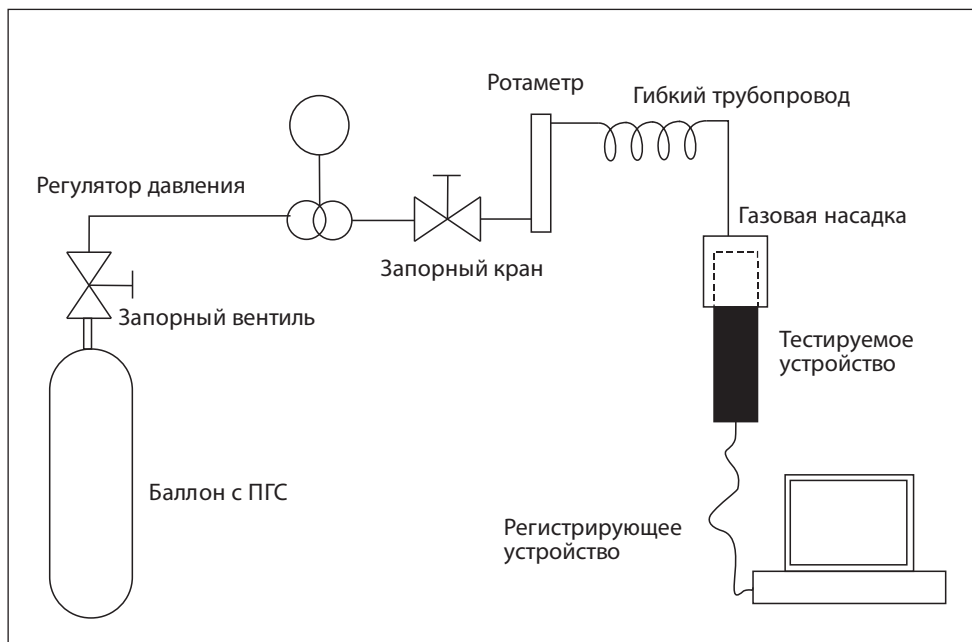 Ротаметр
Гибкий трубопровод
Регулятор давления
Газовая насадка
Запорный кран
Запорный вентиль
Тестируемое
устройство
Баллон с ПГС
Регистрирующее
устройство